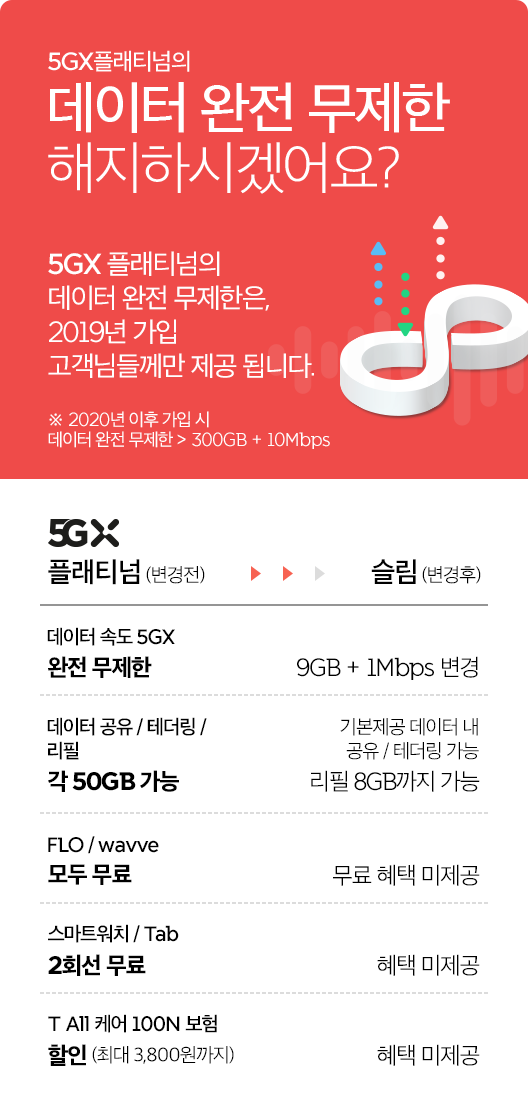 5GX플래티넘의
데이터 완전 무제한
해지하시겠어요?
5GX 플래티넘의
데이터 완전 무제한은,
2019년 가입
고객님들께만 제공 됩니다.
※ 2020년 이후 가입 시
데이터 완전 무제한 > 300GB + 10Mbps
5GX
플래티넘 (변경전) 슬림 (변경후)
데이터 속도 5GX
완전 무제한 9GB + 1Mbps 변경
데이터 공유 / 테더링 / 기본제공 데이터 내
리필 공유 / 테더링 가능
각 50GB 가능 리필 8GB까지 가능
FLO / wavve
모두 무료 무료 혜택 미제공
스마트워치 / Tab
2회선 무료 혜택 미제공
T All 케어 100N 보험
할인 (최대 3,800원까지) 혜택 미제공